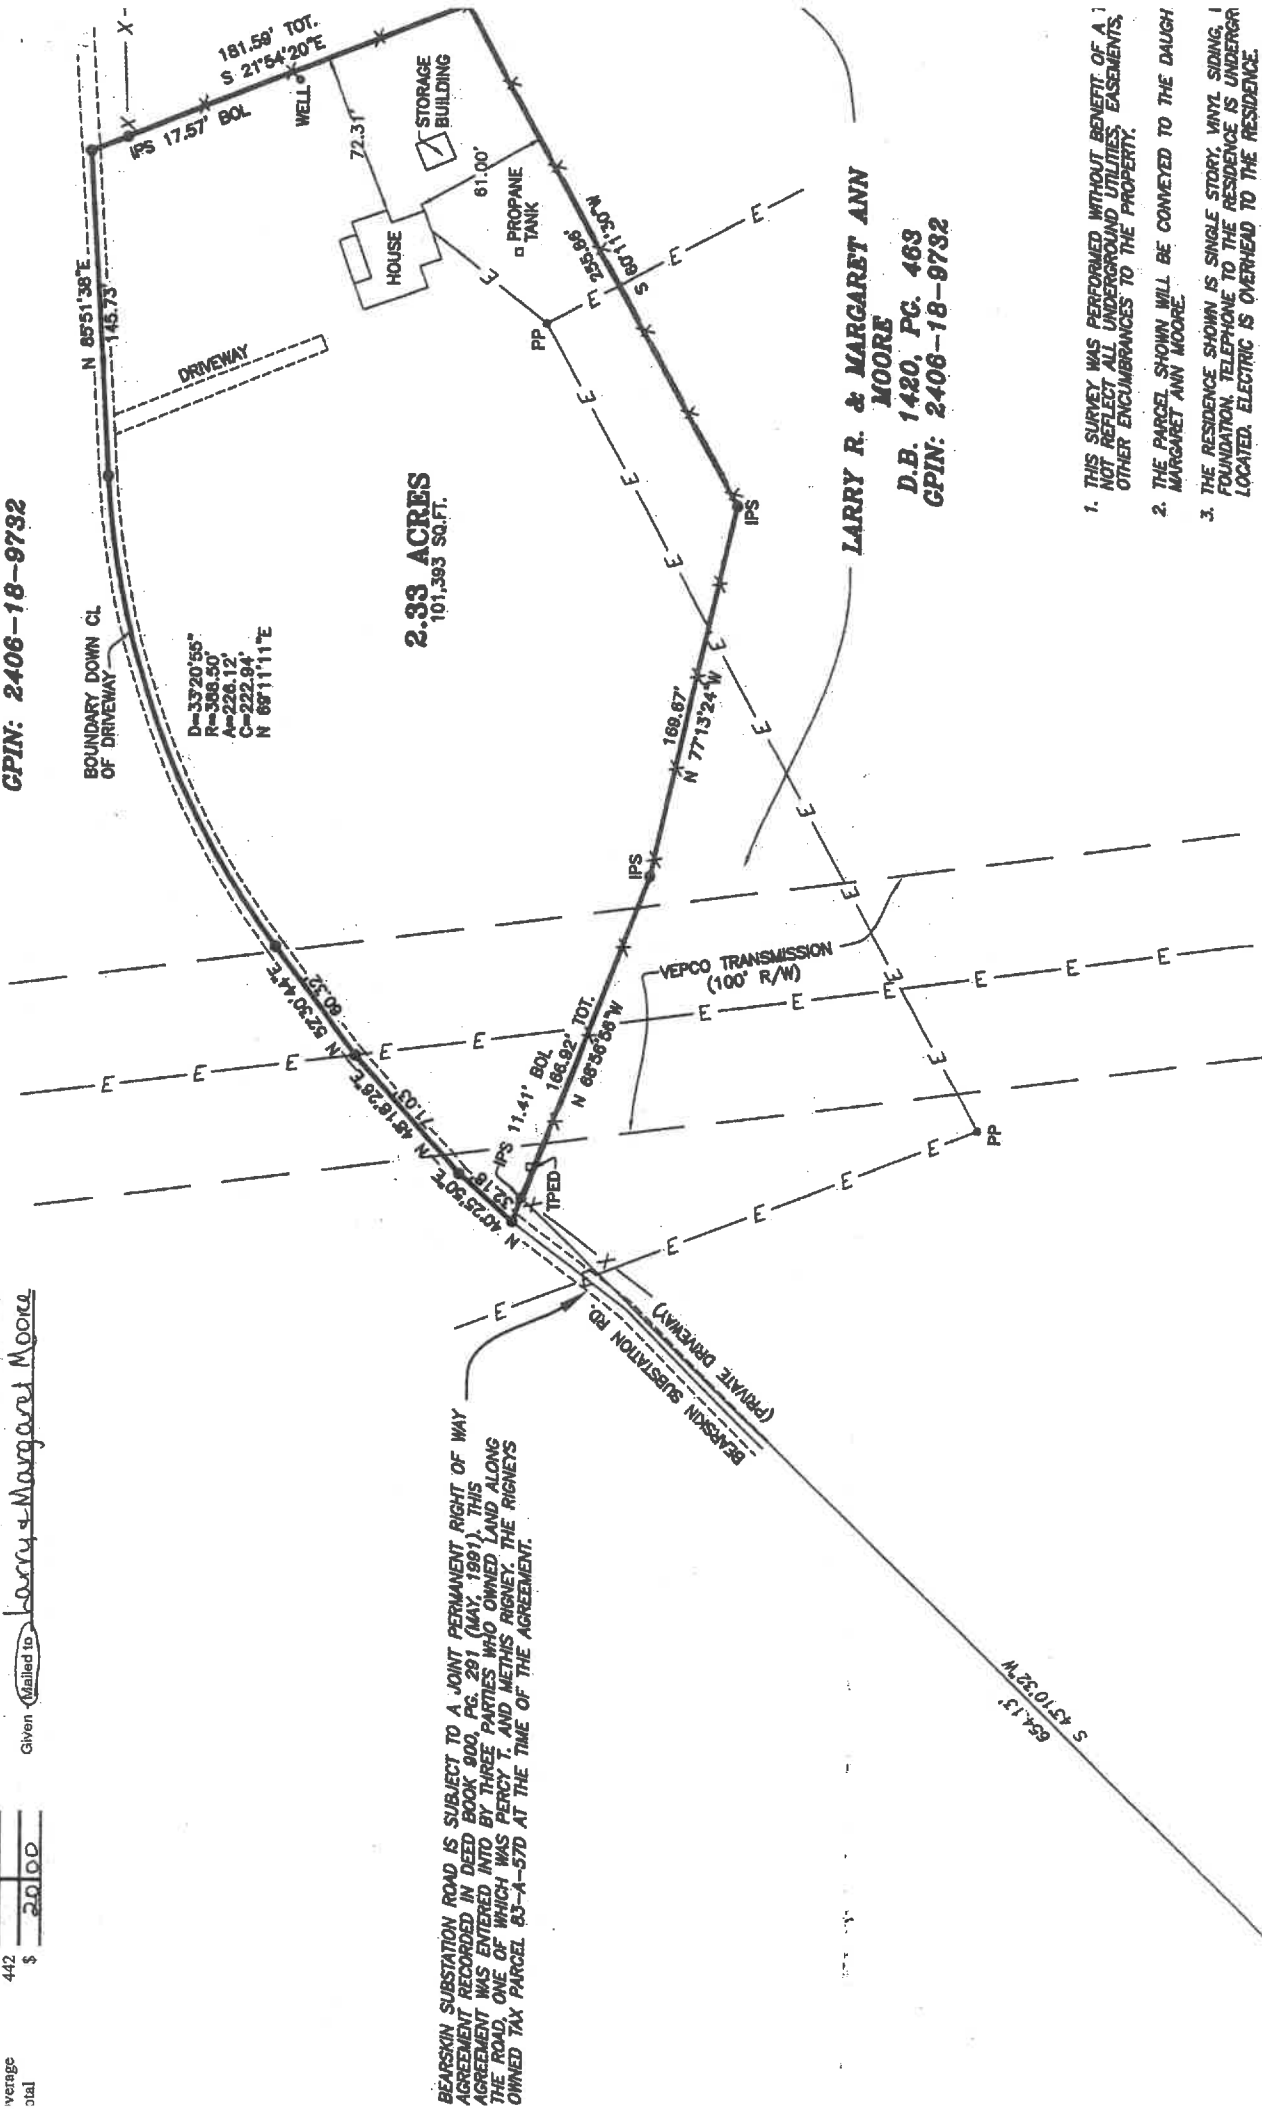 verage 442
otal $ 20 00
Given - Mailed to Larry & Margaret Moore
GPIN: 2406-18-9732
BOUNDARY DOWN CL
OF DRIVEWAY
D=33°20'55"
R=388.50'
A=226.12'
C=222.94'
N 69°11'11"E
N 85°51'38"E
145.73'
DRIVEWAY
X
X
IPS 17.57' BOL
181.59' TOT.
S 21°54'20"E
WELL
72.31'
STORAGE
BUILDING
HOUSE
61.00'
PROPANE
TANK
PP
255.86'
S 60°11'30"W
2.33 ACRES
101,393 SQ.FT.
IPS
169.67'
N 77°13'24"W
IPS
N 52°30'44"E
60.32'
N 48°18'26"E
71.03'
N 40°25'50"E
32.18'
IPS 11.41' BOL
166.92' TOT.
N 68°56'56"W
TPED
VEPCO TRANSMISSION
(100' R/W)
PP
LARRY R. & MARGARET ANN
MOORE
D.B. 1420, PG. 463
GPIN: 2406-18-9732
BEARSKIN SUBSTATION RD.
(PRIVATE DRIVEWAY)
654.13'
S 43°10'32"W
BEARSKIN SUBSTATION ROAD IS SUBJECT TO A JOINT PERMANENT RIGHT OF WAY
AGREEMENT RECORDED IN DEED BOOK 900, PG. 291 (MAY, 1991). THIS
AGREEMENT WAS ENTERED INTO BY THREE PARTIES WHO OWNED LAND ALONG
THE ROAD, ONE OF WHICH WAS PERCY T. AND METHIS RIGNEY. THE RIGNEYS
OWNED TAX PARCEL 83-A-57D AT THE TIME OF THE AGREEMENT.
1. THIS SURVEY WAS PERFORMED WITHOUT BENEFIT OF A
NOT REFLECT ALL UNDERGROUND UTILITIES, EASEMENTS,
OTHER ENCUMBRANCES TO THE PROPERTY.
2. THE PARCEL SHOWN WILL BE CONVEYED TO THE DAUGH
MARGARET ANN MOORE.
3. THE RESIDENCE SHOWN IS SINGLE STORY, VINYL SIDING,
FOUNDATION. TELEPHONE TO THE RESIDENCE IS UNDERGR
LOCATED. ELECTRIC IS OVERHEAD TO THE RESIDENCE.